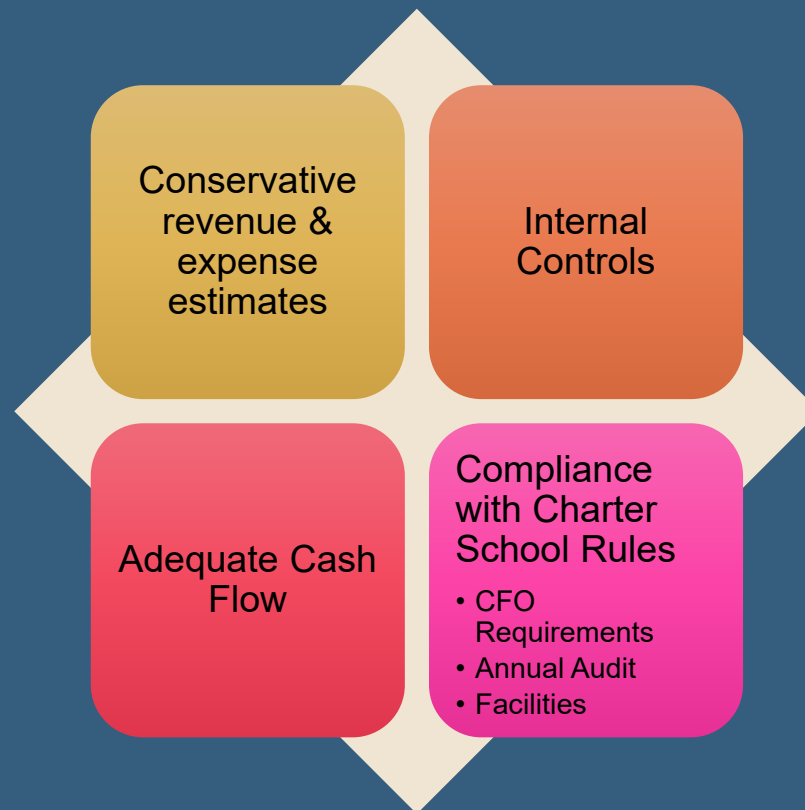 Conservative
revenue &
expense
estimates
Internal
Controls
Adequate Cash
Flow
Compliance
with Charter
School Rules
• CFO
Requirements
• Annual Audit
• Facilities